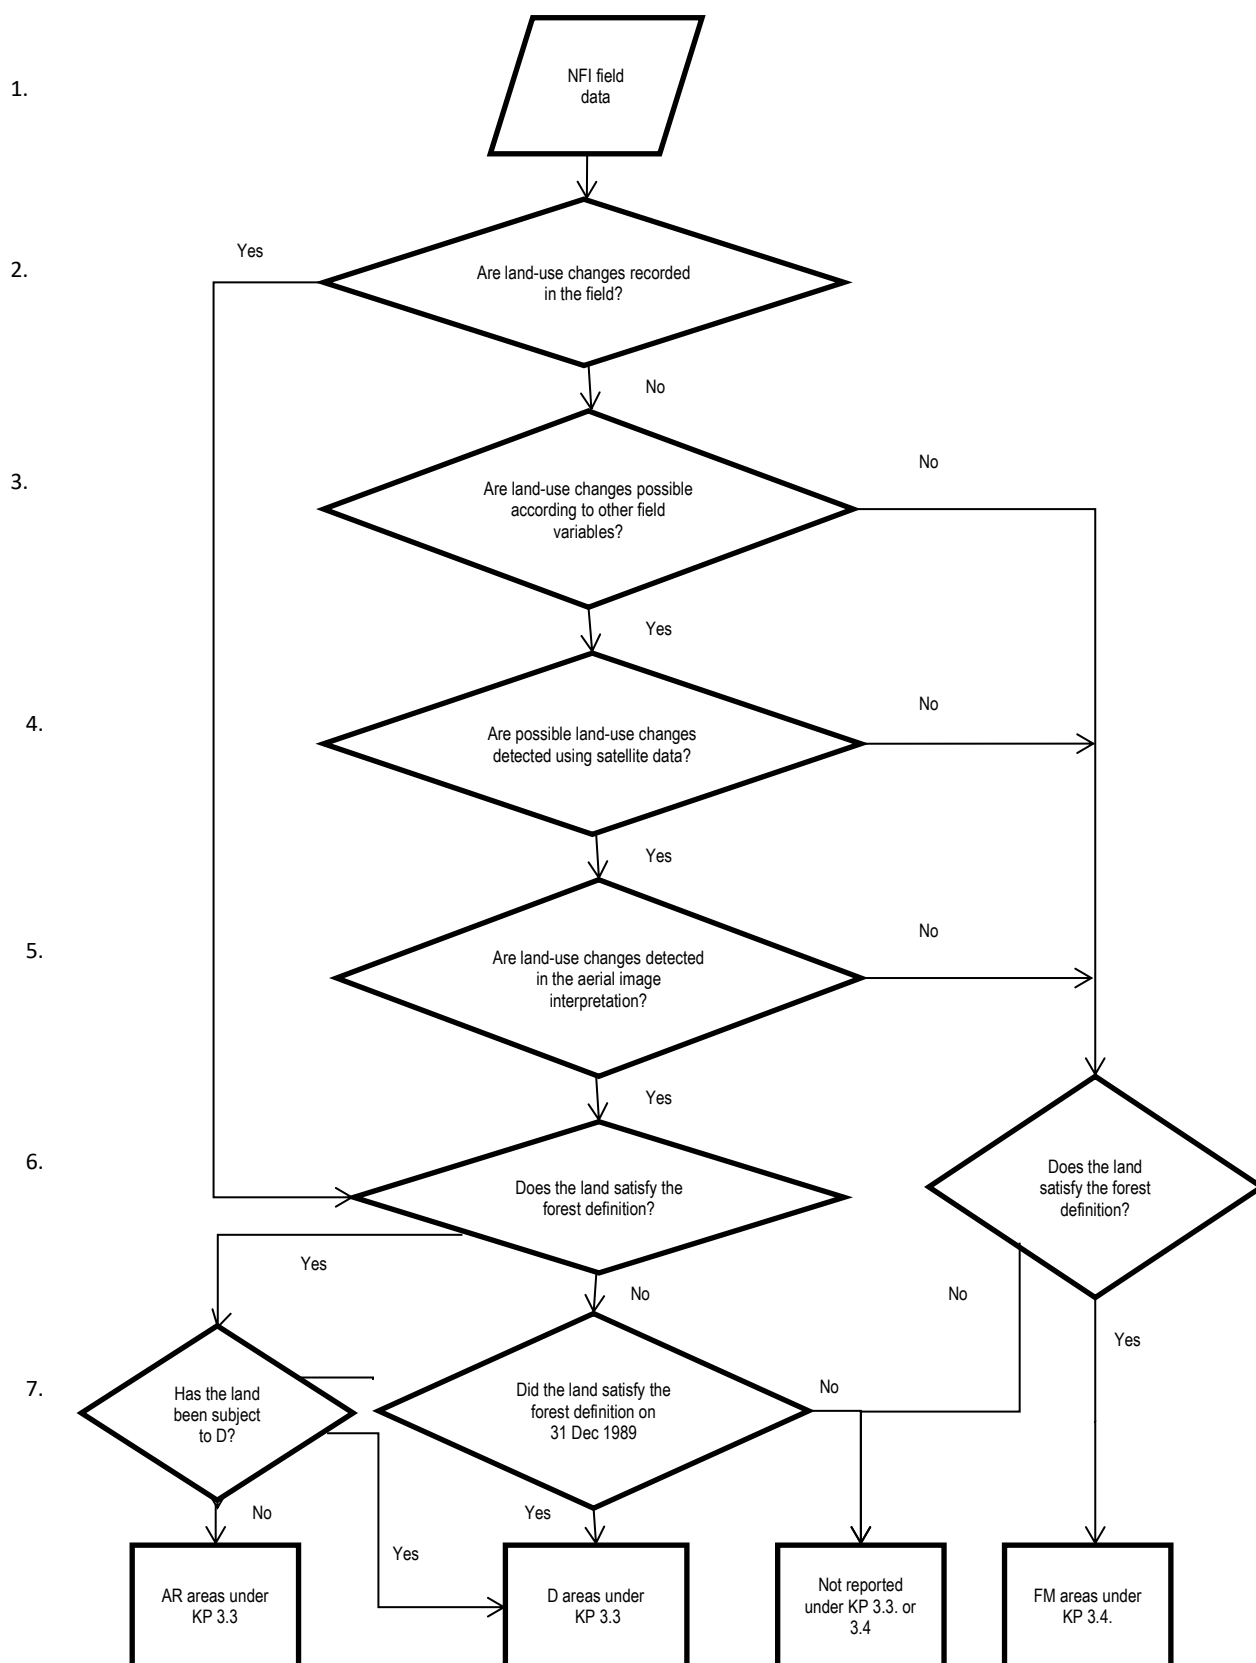 1.
NFI field
data
Yes
2.
Are land-use changes recorded
in the field?
No
3.
Are land-use changes possible
according to other field
variables?
No
Yes
4.
Are possible land-use changes
detected using satellite data?
No
Yes
5.
Are land-use changes detected
in the aerial image
interpretation?
No
Yes
6.
Does the land satisfy the
forest definition?
Does the land
satisfy the forest
definition?
Yes
No
No
Yes
7.
Has the land
been subject
to D?
Did the land satisfy the
forest definition on
31 Dec 1989
No
No
Yes
Yes
AR areas under
KP 3.3
D areas under
KP 3.3
Not reported
under KP 3.3. or
3.4
FM areas under
KP 3.4.